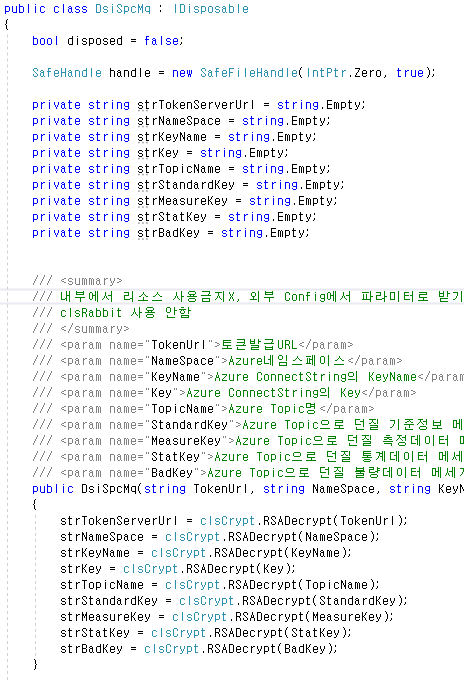 public class DsiSpcMq : IDisposable
{
bool disposed = false;
SafeHandle handle = new SafeFileHandle(IntPtr.Zero, true);
private string strTokenServerUrl = string.Empty;
private string strNameSpace = string.Empty;
private string strKeyName = string.Empty;
private string strKey = string.Empty;
private string strTopicName = string.Empty;
private string strStandardKey = string.Empty;
private string strMeasureKey = string.Empty;
private string strStatKey = string.Empty;
private string strBadKey = string.Empty;
/// <summary>
/// 내부에서 리소스 사용금지X, 외부 Config에서 파라미터로 받기
/// clsRabbit 사용 안함
/// </summary>
/// <param name="TokenUrl">토큰발급URL</param>
/// <param name="NameSpace">Azure네임스페이스</param>
/// <param name="KeyName">Azure ConnectString의 KeyName</param
/// <param name="Key">Azure ConnectString의 Key</param>
/// <param name="TopicName">Azure Topic명</param>
/// <param name="StandardKey">Azure Topic으로 던질 기준정보 메
/// <param name="MeasureKey">Azure Topic으로 던질 측정데이터 메
/// <param name="StatKey">Azure Topic으로 던질 통계데이터 메세
/// <param name="BadKey">Azure Topic으로 던질 불량데이터 메세지
public DsiSpcMq(string TokenUrl, string NameSpace, string KeyN
{
strTokenServerUrl = clsCrypt.RSADecrypt(TokenUrl);
strNameSpace = clsCrypt.RSADecrypt(NameSpace);
strKeyName = clsCrypt.RSADecrypt(KeyName);
strKey = clsCrypt.RSADecrypt(Key);
strTopicName = clsCrypt.RSADecrypt(TopicName);
strStandardKey = clsCrypt.RSADecrypt(StandardKey);
strMeasureKey = clsCrypt.RSADecrypt(MeasureKey);
strStatKey = clsCrypt.RSADecrypt(StatKey);
strBadKey = clsCrypt.RSADecrypt(BadKey);
}